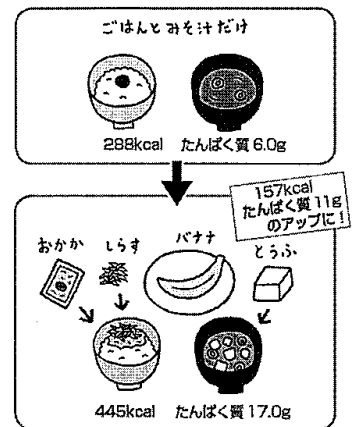 ごはんとみそ汁だけ
288kcal たんぱく質 6.0g
157kcal
たんぱく質 11g
のアップに!
おかか しらす バナナ とうふ
445kcal たんぱく質 17.0g